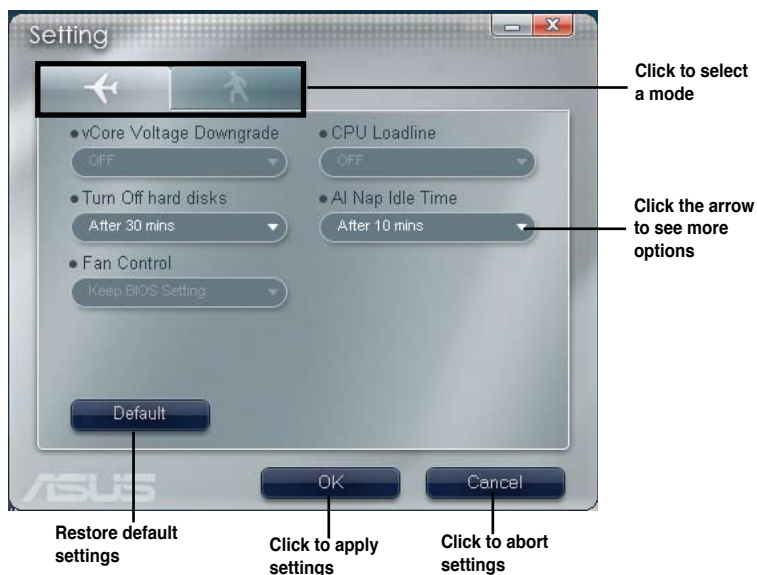 Setting
Click to select
a mode
vCore Voltage Downgrade
CPU Loadline
OFF
OFF
Turn Off hard disks
AI Nap Idle Time
After 30 mins
After 10 mins
Click the arrow
to see more
options
Fan Control
Keep BIOS Setting
Default
ASUS
OK
Cancel
Restore default
settings
Click to apply
settings
Click to abort
settings